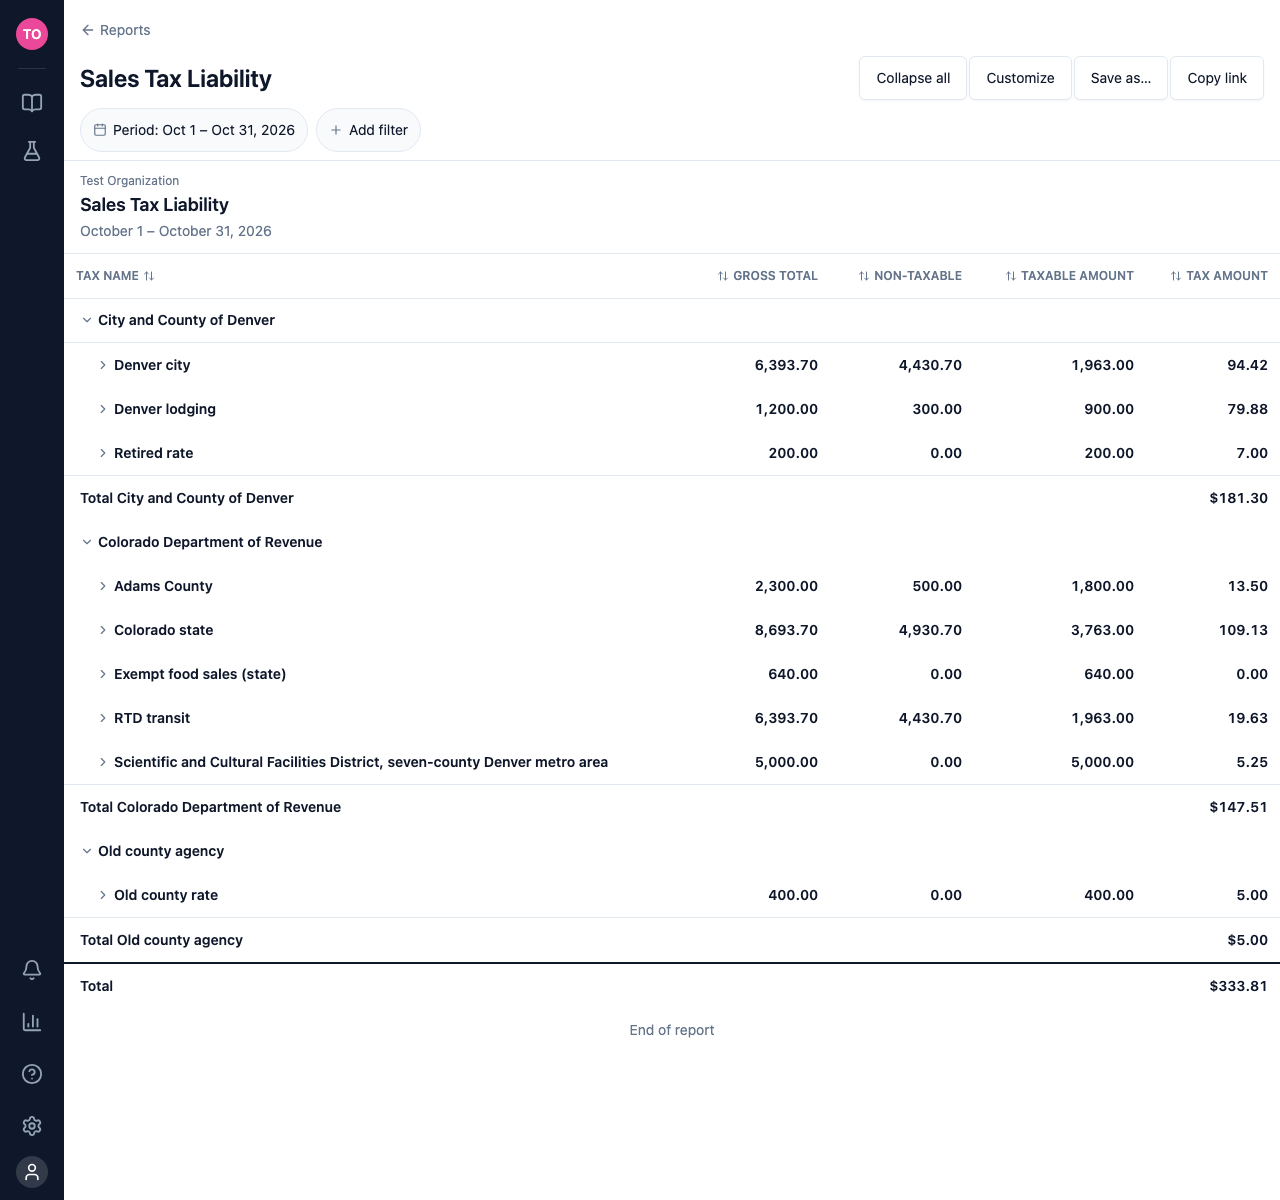 TO
Reports
Sales Tax Liability
Collapse all
Customize
Save as...
Copy link
Period: Oct 1 – Oct 31, 2026
Add filter
Test Organization
Sales Tax Liability
October 1 – October 31, 2026
TAX NAME GROSS TOTAL NON-TAXABLE TAXABLE AMOUNT TAX AMOUNT
City and County of Denver
Denver city 6,393.70 4,430.70 1,963.00 94.42
Denver lodging 1,200.00 300.00 900.00 79.88
Retired rate 200.00 0.00 200.00 7.00
Total City and County of Denver $181.30
Colorado Department of Revenue
Adams County 2,300.00 500.00 1,800.00 13.50
Colorado state 8,693.70 4,930.70 3,763.00 109.13
Exempt food sales (state) 640.00 0.00 640.00 0.00
RTD transit 6,393.70 4,430.70 1,963.00 19.63
Scientific and Cultural Facilities District, seven-county Denver metro area 5,000.00 0.00 5,000.00 5.25
Total Colorado Department of Revenue $147.51
Old county agency
Old county rate 400.00 0.00 400.00 5.00
Total Old county agency $5.00
Total $333.81
End of report